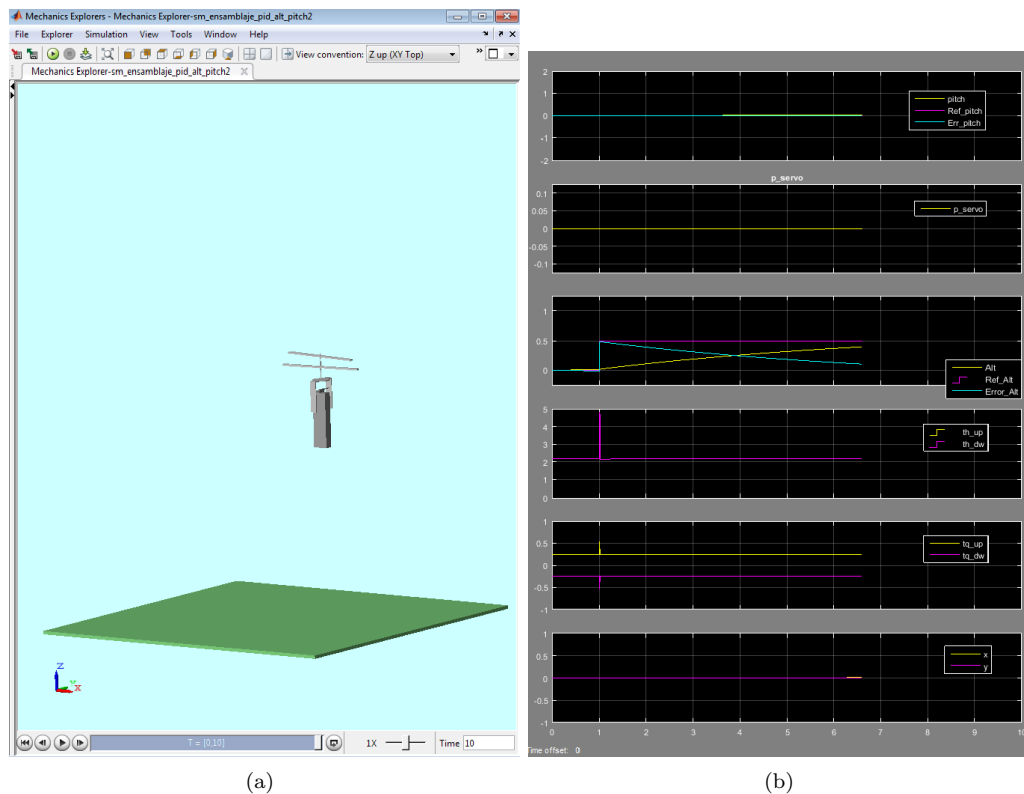 Mechanics Explorers - Mechanics Explorer-sm_ensamblaje_pid_alt_pitch2
File Explorer Simulation View Tools Window Help
View convention: Z up (XY Top)
Mechanics Explorer-sm_ensamblaje_pid_alt_pitch2
Z
Y
X
T = [0,10]
1X
Time 10
(a)
2
1
0
-1
-2
pitch
Ref_pitch
Err_pitch
p_servo
0.1
0.05
0
-0.05
-0.1
p_servo
1
0.5
0
Alt
Ref_Alt
Error_Alt
5
4
3
2
1
0
th_up
th_dw
1
0.5
0
-0.5
-1
tq_up
tq_dw
1
0.5
0
-0.5
-1
x
y
0 1 2 3 4 5 6 7 8 9 10
Time offset: 0
(b)